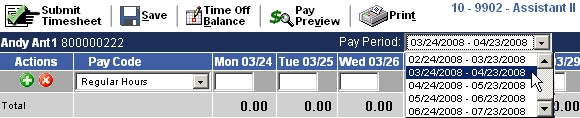 Submit Timesheet Save Time Off Balance Pay Preview Print 10 - 9902 - Assistant II
Andy Ant1 800000222 Pay Period: 03/24/2008 - 04/23/2008
02/24/2008 - 03/23/2008
03/24/2008 - 04/23/2008
04/24/2008 - 05/23/2008
05/24/2008 - 06/23/2008
06/24/2008 - 07/23/2008
Actions Pay Code Mon 03/24 Tue 03/25 Wed 03/26 3/29
Regular Hours
Total 0.00 0.00 0.00 0.00